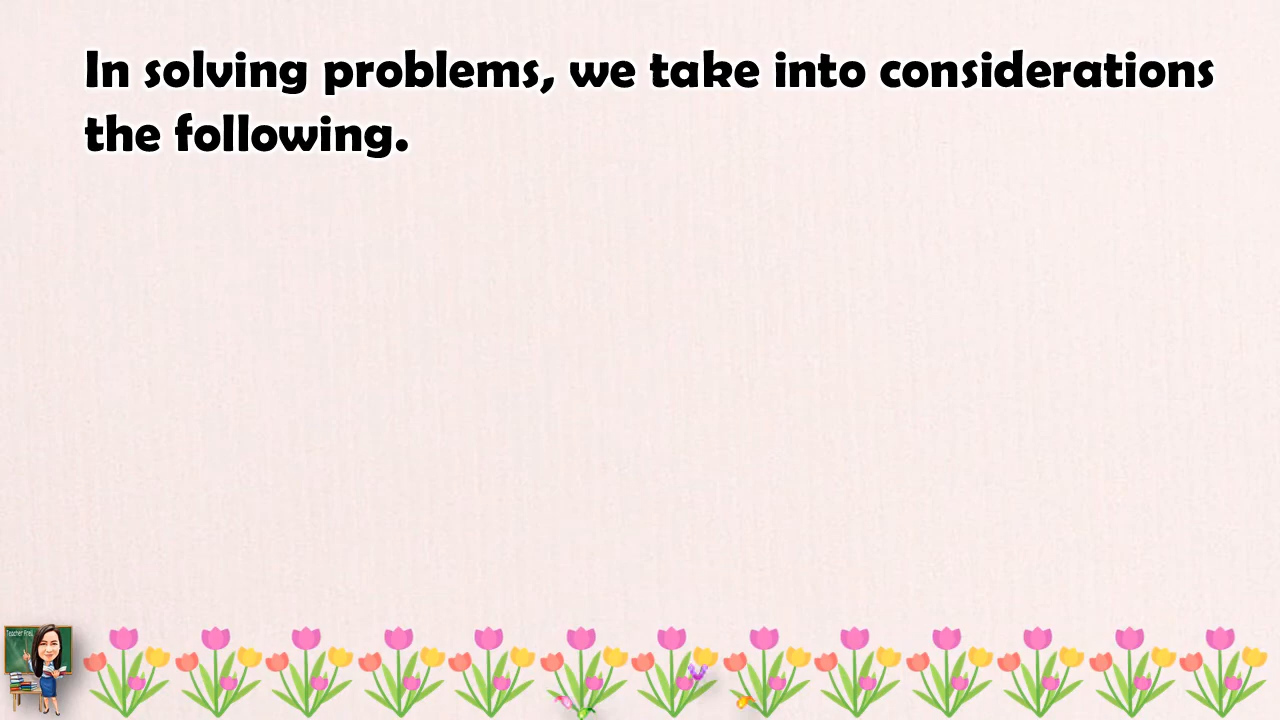 In solving problems, we take into considerations
the following.